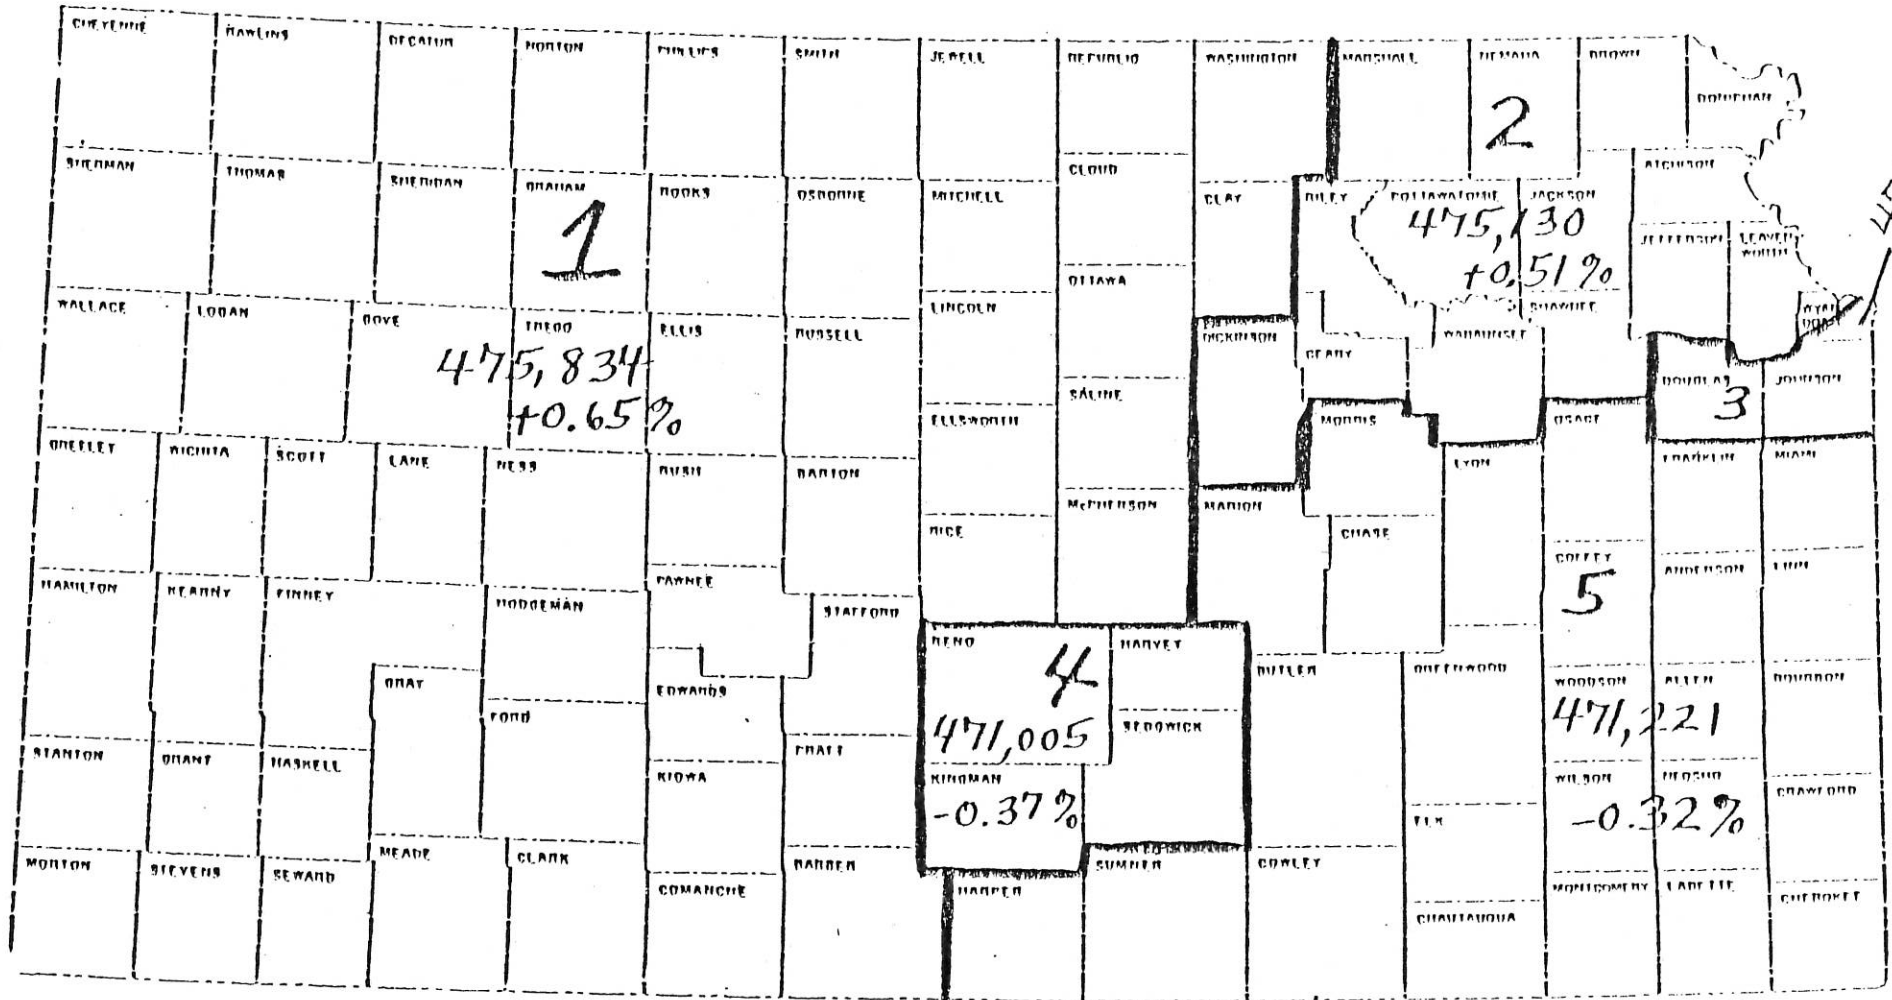 CHEYENNE RAWLINS DECATUR NORTON PHILLIPS SMITH JEWELL REPUBLIC WASHINGTON MARSHALL NEMAHA BROWN
DONIPHAN
2
SHERMAN THOMAS SHERIDAN GRAHAM ROOKS OSBORNE MITCHELL CLOUD CLAY RILEY POTTAWATOMIE JACKSON ATCHISON
1
475,130
+0.51%
JEFFERSON LEAVEN
WORTH
OTTAWA
WALLACE LOGAN GOVE TREGO ELLIS RUSSELL LINCOLN DICKINSON GEARY WABAUNSEE SHAWNEE WYAN
DOTTE
475,834
+0.65%
SALINE
DOUGLAS JOHNSON
3
ELLSWORTH MORRIS OSAGE
GREELEY WICHITA SCOTT LANE NESS RUSH BARTON LYON FRANKLIN MIAMI
McPHERSON MARION
RICE CHASE
COFFEY ANDERSON LINN
5
HAMILTON KEARNY FINNEY HODGEMAN PAWNEE STAFFORD
RENO HARVEY
4
GRAY EDWARDS BUTLER GREENWOOD WOODSON ALLEN BOURBON
FORD
471,005
SEDGWICK
471,221
STANTON GRANT HASKELL KIOWA PRATT KINGMAN WILSON NEOSHO CRAWFORD
-0.37%
ELK
-0.32%
MORTON STEVENS SEWARD MEADE CLARK COMANCHE BARBER HARPER SUMNER COWLEY
CHAUTAUQUA MONTGOMERY LABETTE CHEROKEE